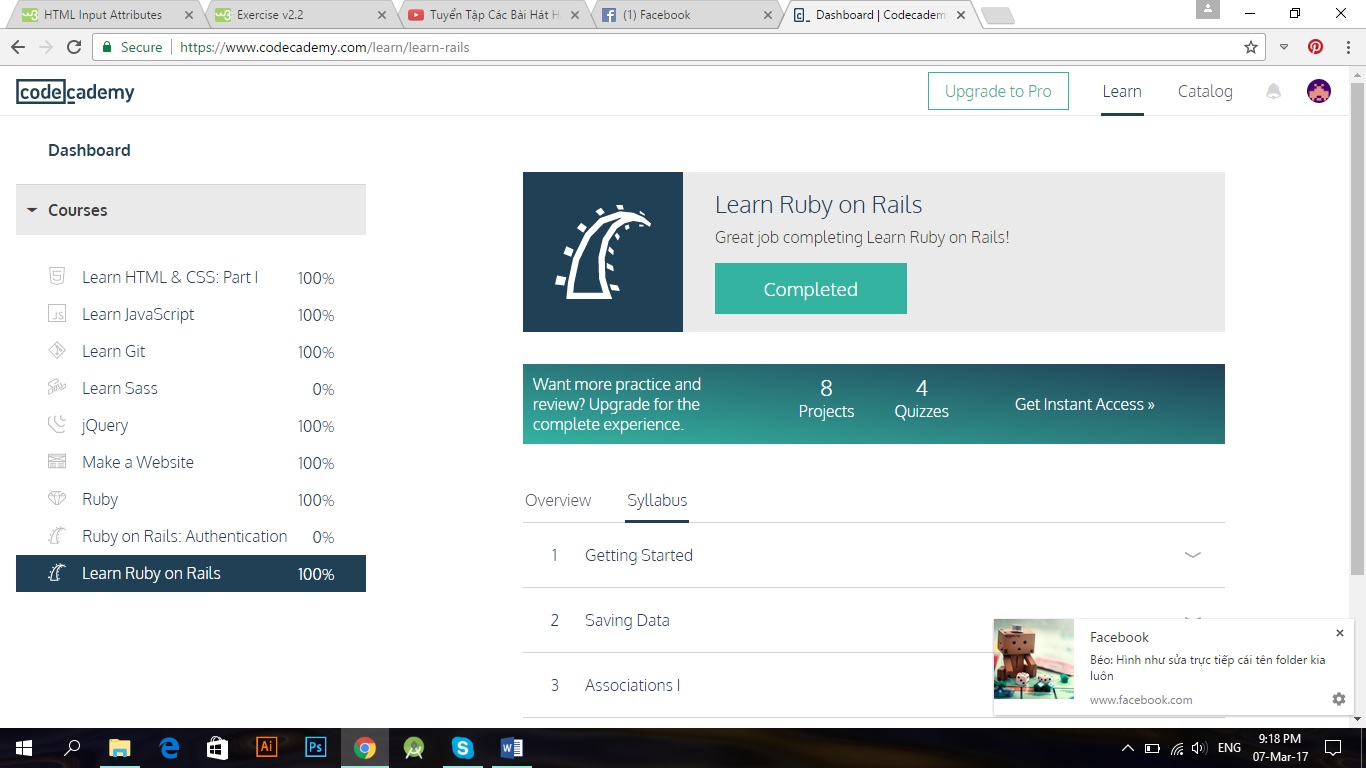 HTML Input Attributes
Exercise v2.2
Tuyển Tập Các Bài Hát H
(1) Facebook
Dashboard | Codecadem
Secure
https://www.codecademy.com/learn/learn-rails
codecademy
Upgrade to Pro
Learn
Catalog
Dashboard
Courses
Learn HTML & CSS: Part I 100%
Learn JavaScript 100%
Learn Git 100%
Learn Sass 0%
jQuery 100%
Make a Website 100%
Ruby 100%
Ruby on Rails: Authentication 0%
Learn Ruby on Rails 100%
Learn Ruby on Rails
Great job completing Learn Ruby on Rails!
Completed
Want more practice and
review? Upgrade for the
complete experience.
8
Projects
4
Quizzes
Get Instant Access »
Overview
Syllabus
1 Getting Started
2 Saving Data
3 Associations I
Facebook
Béo: Hình như sửa trực tiếp cái tên folder kia
luôn
www.facebook.com
ENG
9:18 PM
07-Mar-17